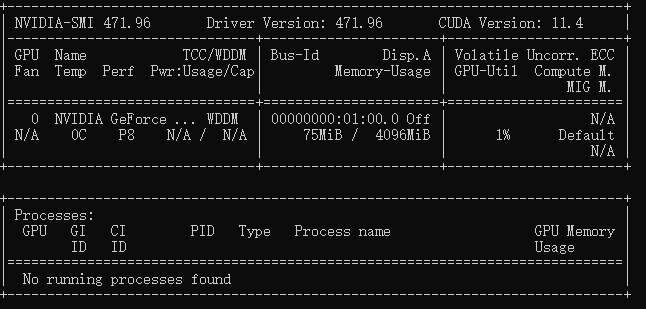 NVIDIA-SMI 471.96 Driver Version: 471.96 CUDA Version: 11.4
GPU Name TCC/WDDM Bus-Id Disp.A Volatile Uncorr. ECC
Fan Temp Perf Pwr:Usage/Cap Memory-Usage GPU-Util Compute M.
MIG M.
0 NVIDIA GeForce ... WDDM 00000000:01:00.0 Off N/A
N/A 0C P8 N/A / N/A 75MiB / 4096MiB 1% Default
N/A
Processes:
GPU GI CI PID Type Process name GPU Memory
ID ID Usage
No running processes found